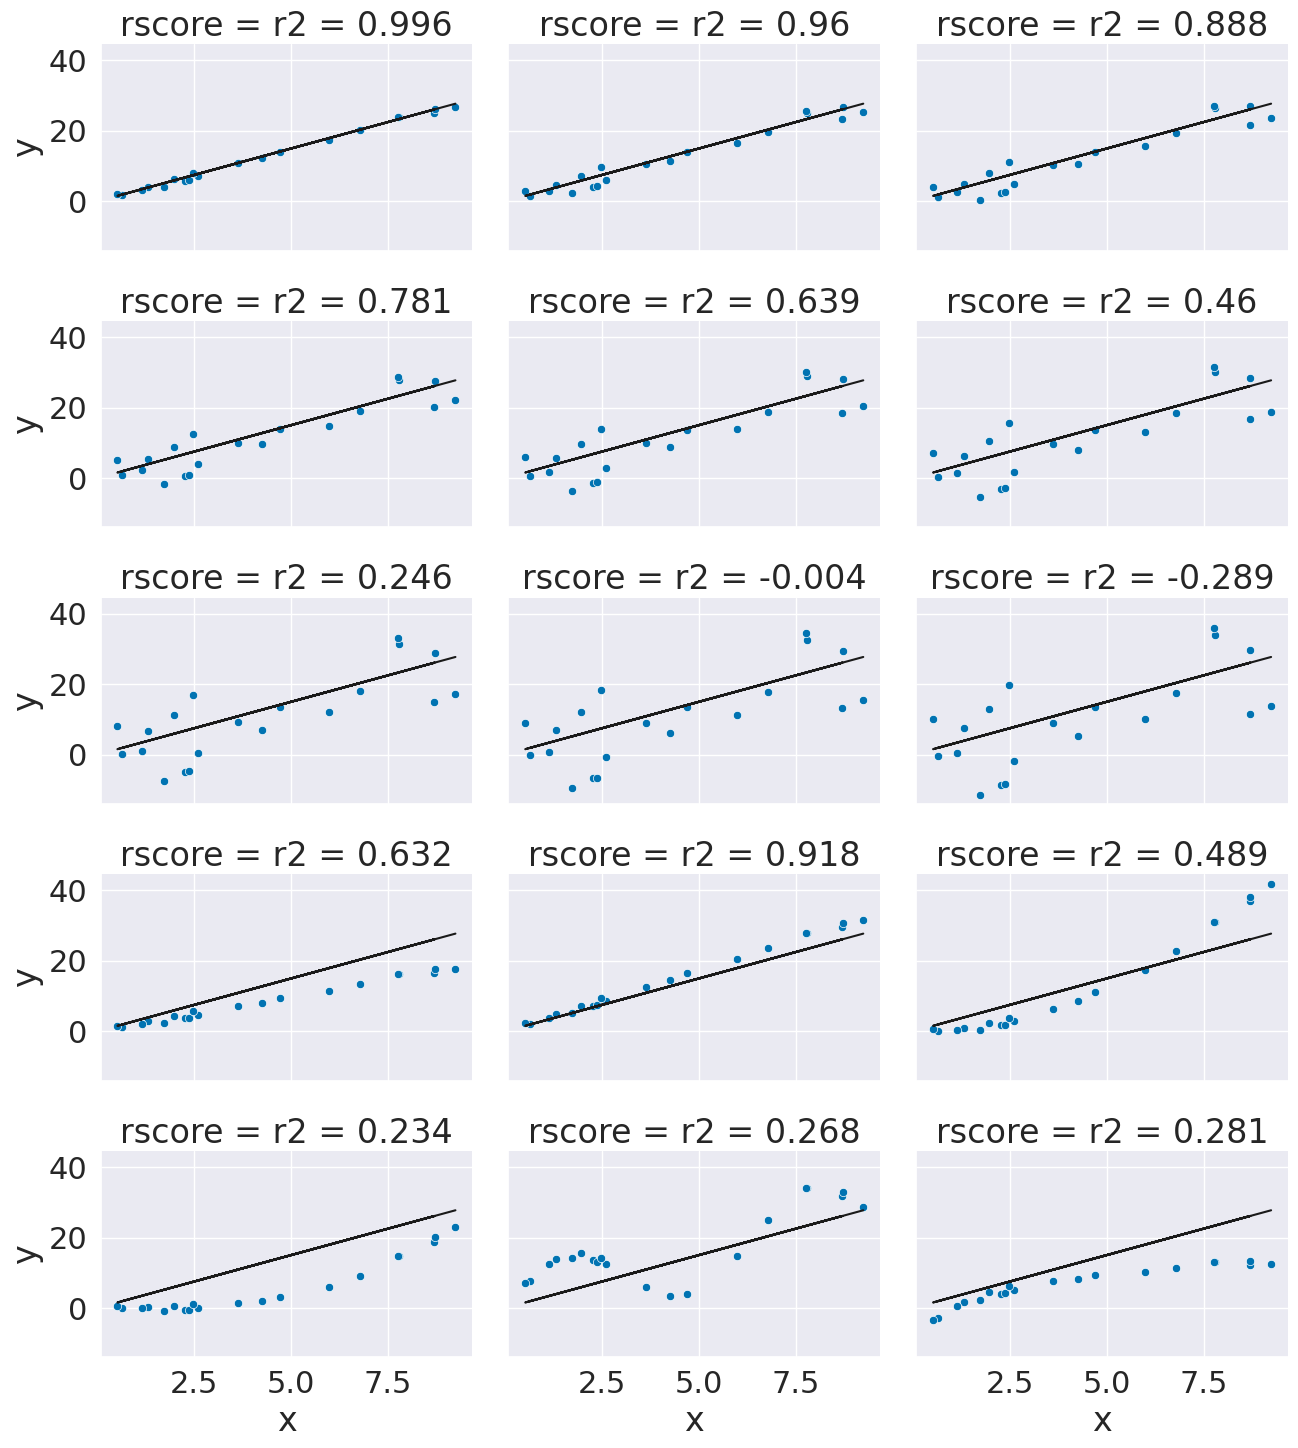 rscore = r2 = 0.996 rscore = r2 = 0.96 rscore = r2 = 0.888
40
20
0
y
rscore = r2 = 0.781 rscore = r2 = 0.639 rscore = r2 = 0.46
40
20
0
y
rscore = r2 = 0.246 rscore = r2 = -0.004 rscore = r2 = -0.289
40
20
0
y
rscore = r2 = 0.632 rscore = r2 = 0.918 rscore = r2 = 0.489
40
20
0
y
rscore = r2 = 0.234 rscore = r2 = 0.268 rscore = r2 = 0.281
40
20
0
y
2.5 5.0 7.5 2.5 5.0 7.5 2.5 5.0 7.5
x x x